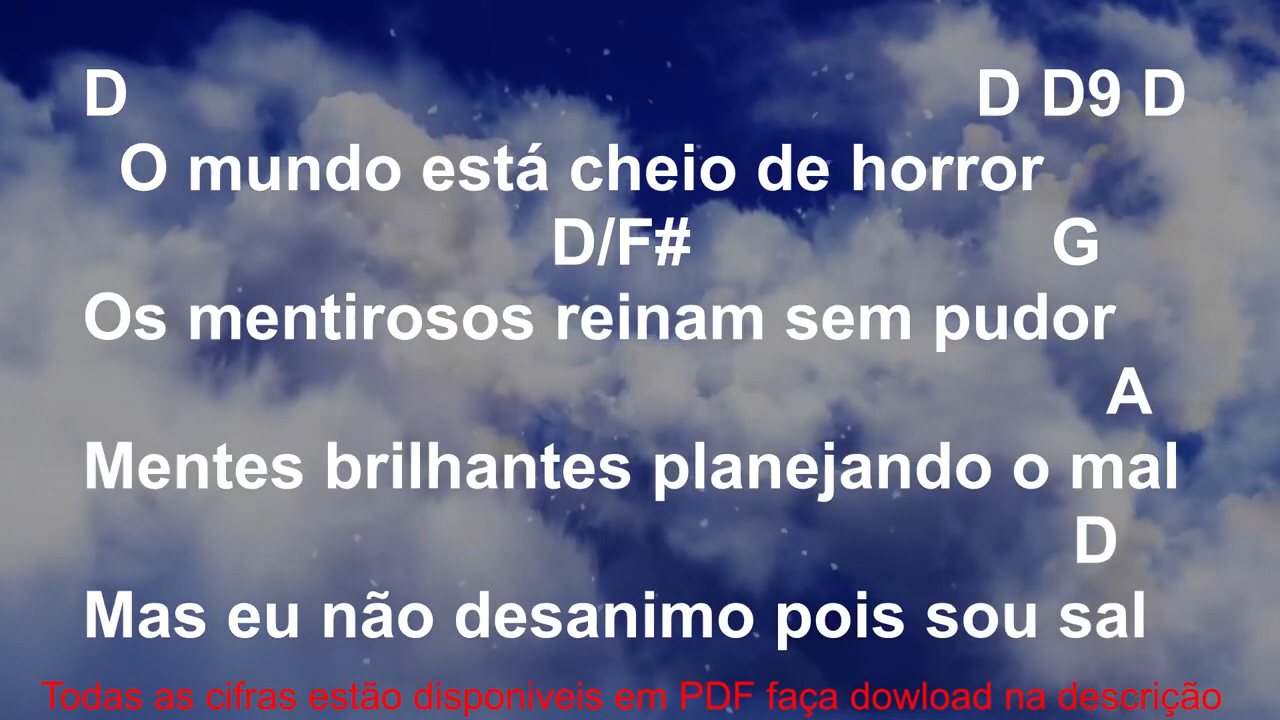 D D D9 D
O mundo está cheio de horror
D/F# G
Os mentirosos reinam sem pudor
A
Mentes brilhantes planejando o mal
D
Mas eu não desanimo pois sou sal
Todas as cifras estão disponiveis em PDF faça dowload na descrição